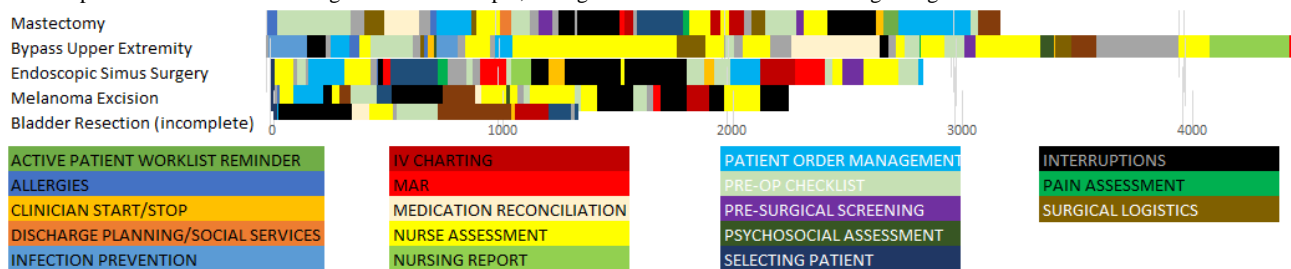 Mastectomy
Bypass Upper Extremity
Endoscopic Simus Surgery
Melanoma Excision
Bladder Resection (incomplete)
0 1000 2000 3000 4000
ACTIVE PATIENT WORKLIST REMINDER IV CHARTING PATIENT ORDER MANAGEMENT INTERRUPTIONS
ALLERGIES MAR PRE-OP CHECKLIST PAIN ASSESSMENT
CLINICIAN START/STOP MEDICATION RECONCILIATION PRE-SURGICAL SCREENING SURGICAL LOGISTICS
DISCHARGE PLANNING/SOCIAL SERVICES NURSE ASSESSMENT PSYCHOSOCIAL ASSESSMENT
INFECTION PREVENTION NURSING REPORT SELECTING PATIENT